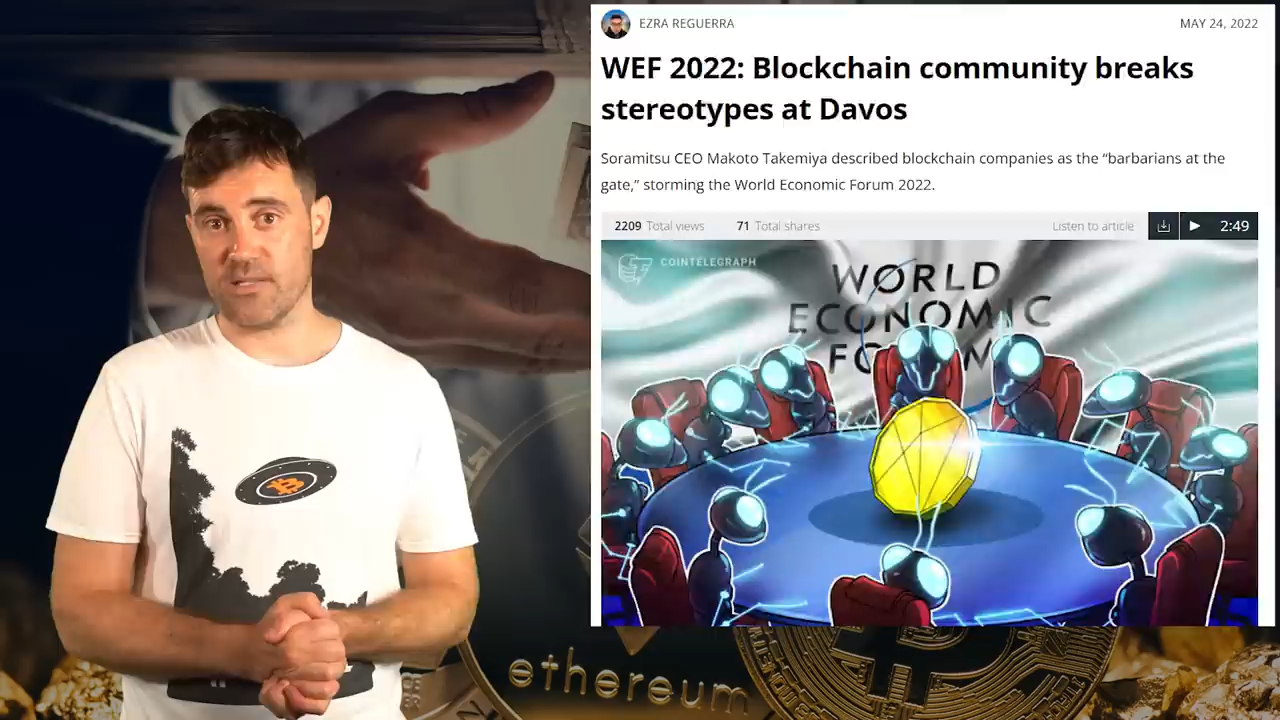 EZRA REGUERRA
MAY 24, 2022
WEF 2022: Blockchain community breaks
stereotypes at Davos
Soramitsu CEO Makoto Takemiya described blockchain companies as the “barbarians at the
gate,” storming the World Economic Forum 2022.
2209 Total views 71 Total shares Listen to article 2:49
COINTELEGRAPH
WORLD
ECONOMIC
ethereum